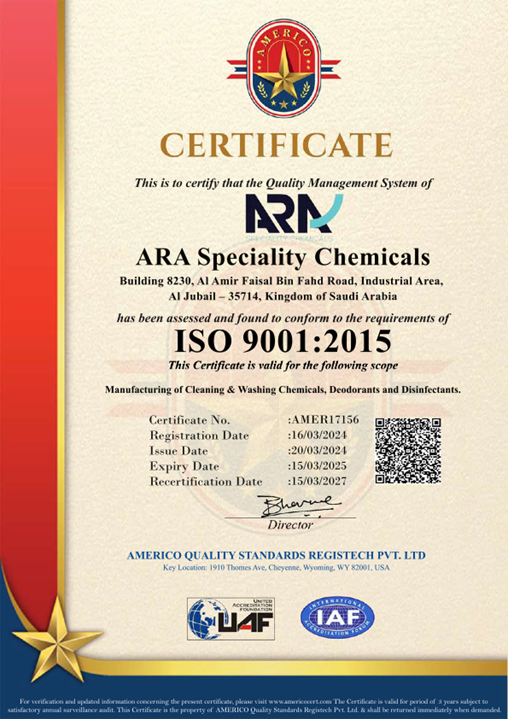 AMERICO
CERTIFICATE
This is to certify that the Quality Management System of
ARA
SPECIALITY CHEMICALS
ARA Speciality Chemicals
Building 8230, Al Amir Faisal Bin Fahd Road, Industrial Area,
Al Jubail – 35714, Kingdom of Saudi Arabia
has been assessed and found to conform to the requirements of
ISO 9001:2015
This Certificate is valid for the following scope
Manufacturing of Cleaning & Washing Chemicals, Deodorants and Disinfectants.
Certificate No. :AMER17156
Registration Date :16/03/2024
Issue Date :20/03/2024
Expiry Date :15/03/2025
Recertification Date :15/03/2027
Director
AMERICO QUALITY STANDARDS REGISTECH PVT. LTD
Key Location: 1910 Thomes Ave, Cheyenne, Wyoming, WY 82001, USA
UNITED
ACCREDITATION
FOUNDATION
UAF
INTERNATIONAL
IAF
ACCREDITATION FORUM
For verification and updated information concerning the present certificate, please visit www.americocert.com The Certificate is valid for period of 3 years subject to
satisfactory annual surveillance audit. This Certificate is the property of AMERICO Quality Standards Registech Pvt. Ltd. & shall be returned immediately when demanded.